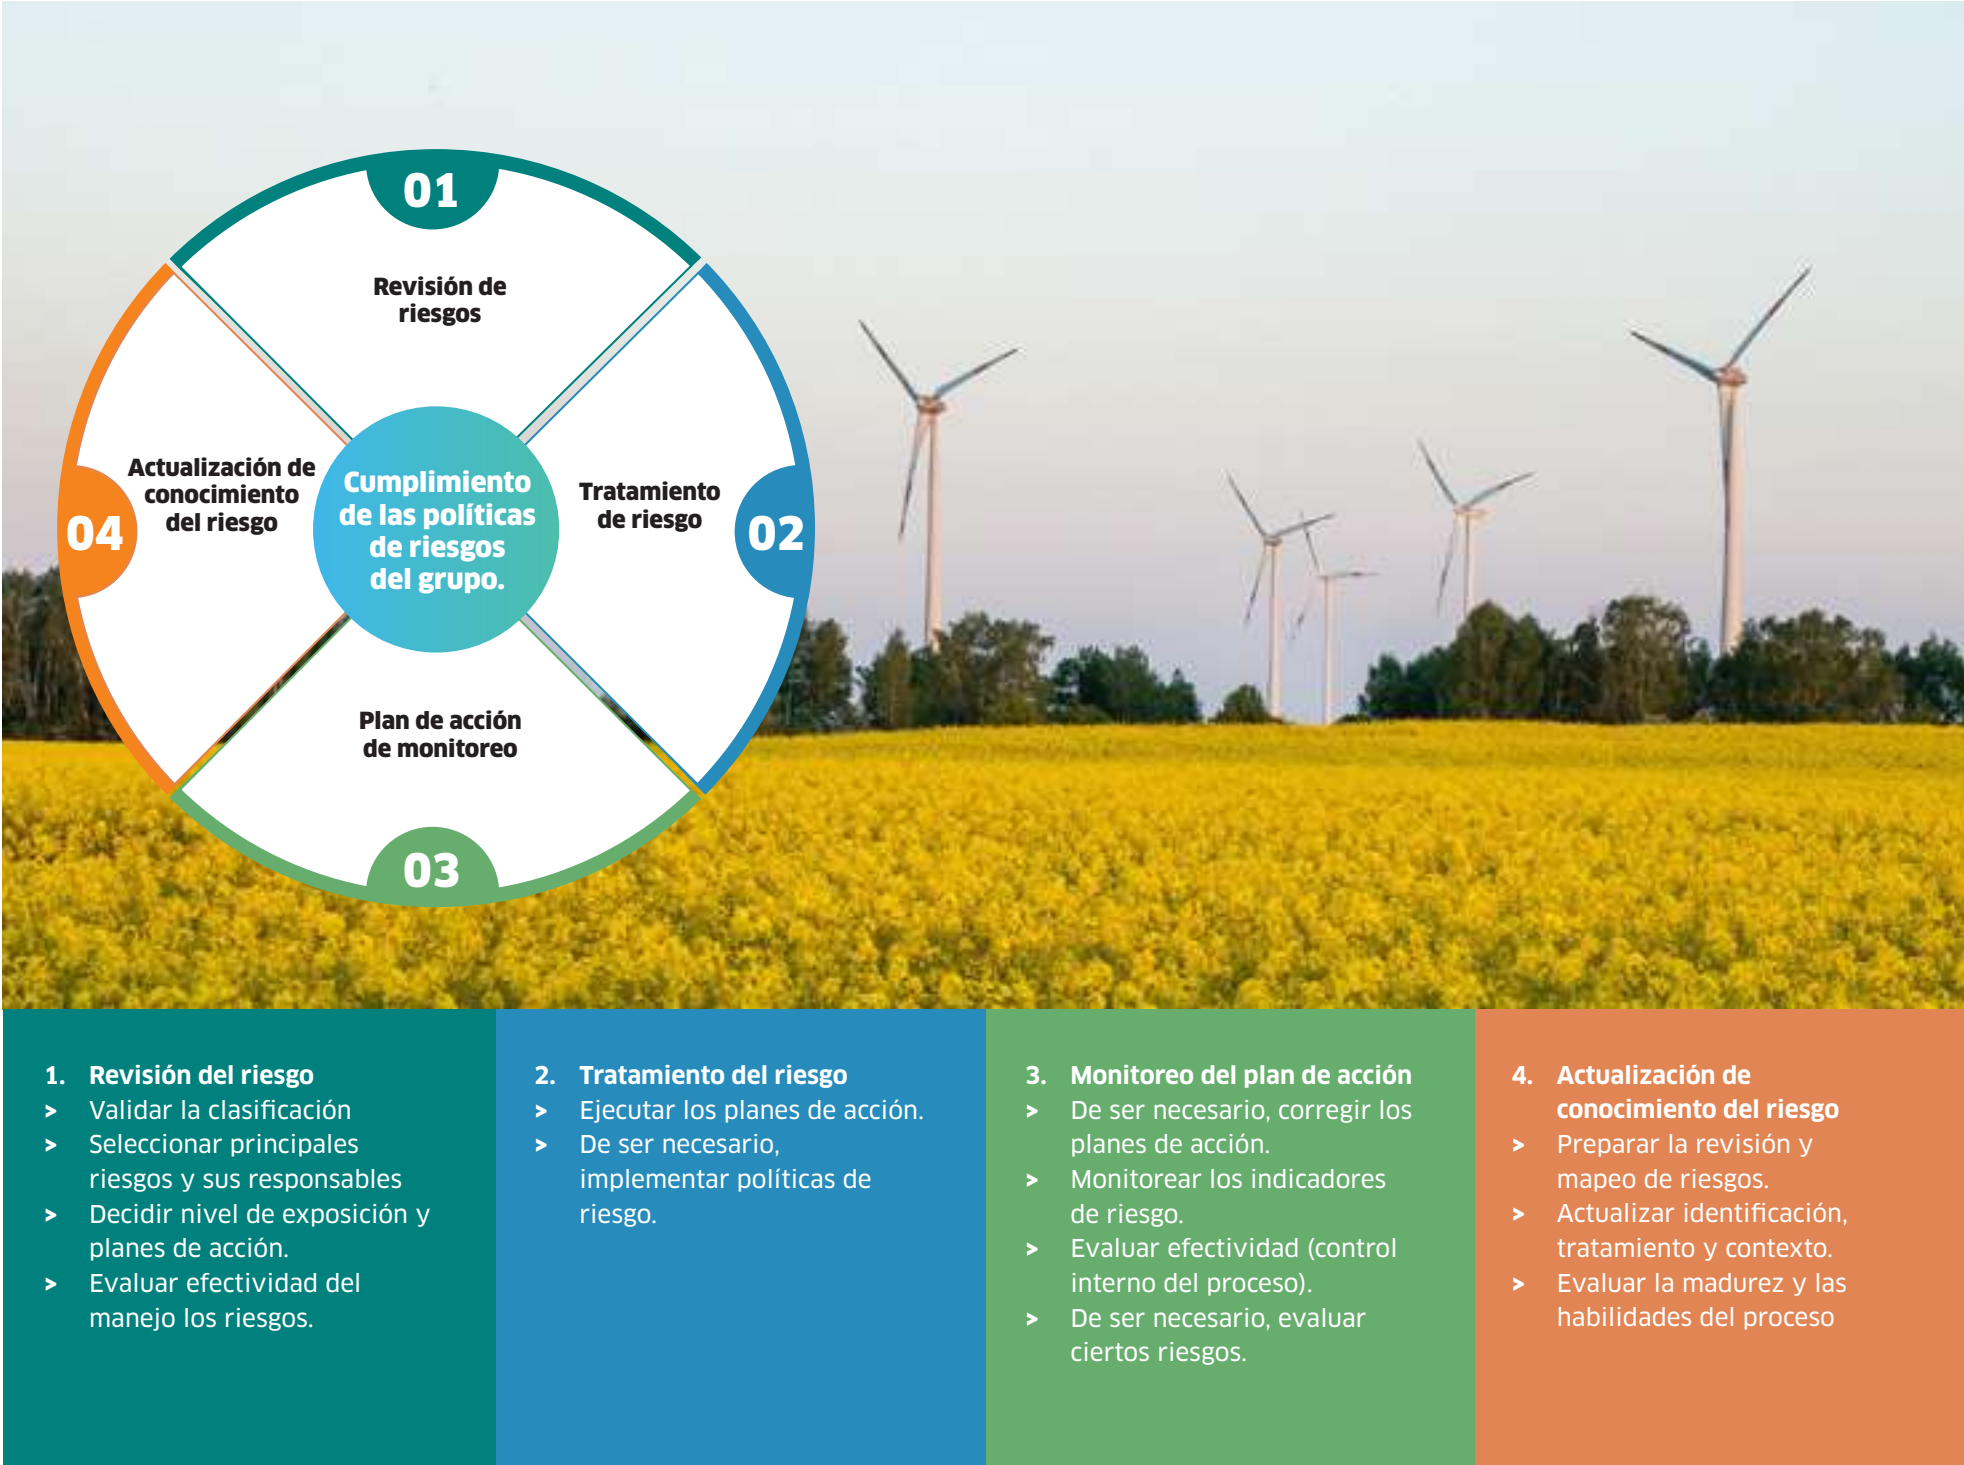 01
Revisión de
riesgos
Actualización de
conocimiento
del riesgo
04
Cumplimiento
de las políticas
de riesgos
del grupo.
Tratamiento
de riesgo
02
Plan de acción
de monitoreo
03
1. Revisión del riesgo
> Validar la clasificación
> Seleccionar principales
riesgos y sus responsables
> Decidir nivel de exposición y
planes de acción.
> Evaluar efectividad del
manejo los riesgos.
2. Tratamiento del riesgo
> Ejecutar los planes de acción.
> De ser necesario,
implementar políticas de
riesgo.
3. Monitoreo del plan de acción
> De ser necesario, corregir los
planes de acción.
> Monitorear los indicadores
de riesgo.
> Evaluar efectividad (control
interno del proceso).
> De ser necesario, evaluar
ciertos riesgos.
4. Actualización de
conocimiento del riesgo
> Preparar la revisión y
mapeo de riesgos.
> Actualizar identificación,
tratamiento y contexto.
> Evaluar la madurez y las
habilidades del proceso